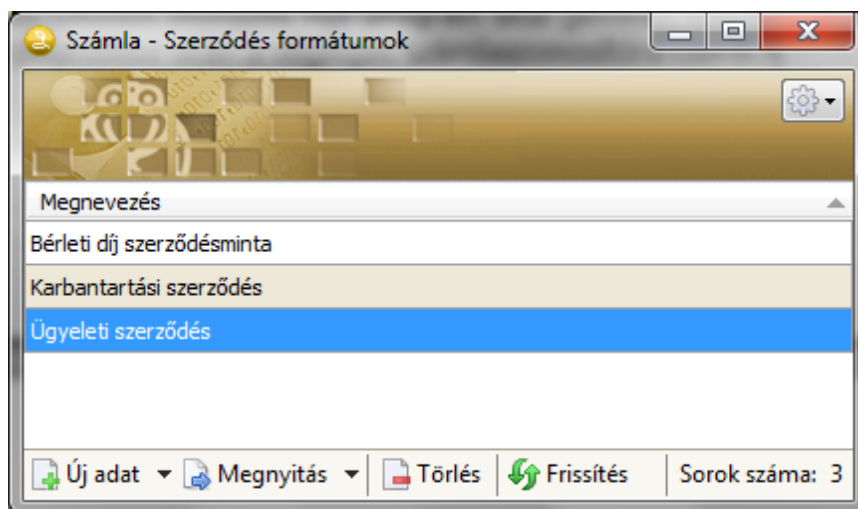 Számla - Szerződés formátumok
Megnevezés
Bérleti díj szerződésminta
Karbantartási szerződés
Ügyeleti szerződés
Új adat Megnyitás Törlés Frissítés Sorok száma: 3